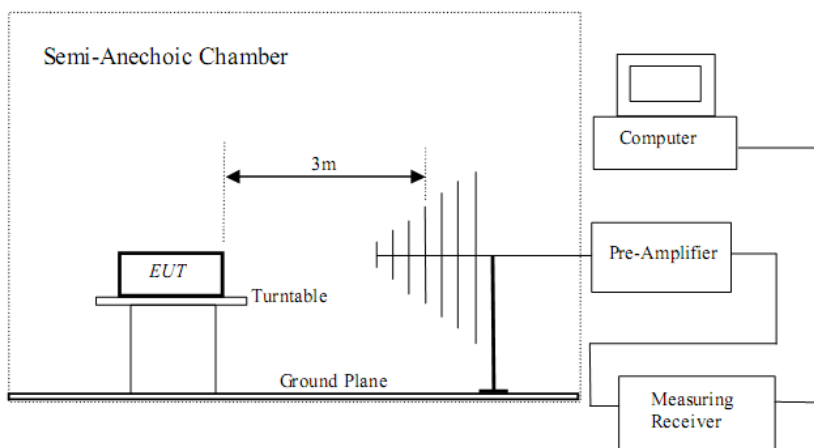 Semi-Anechoic Chamber
Computer
3m
Pre-Amplifier
EUT
Turntable
Ground Plane
Measuring
Receiver